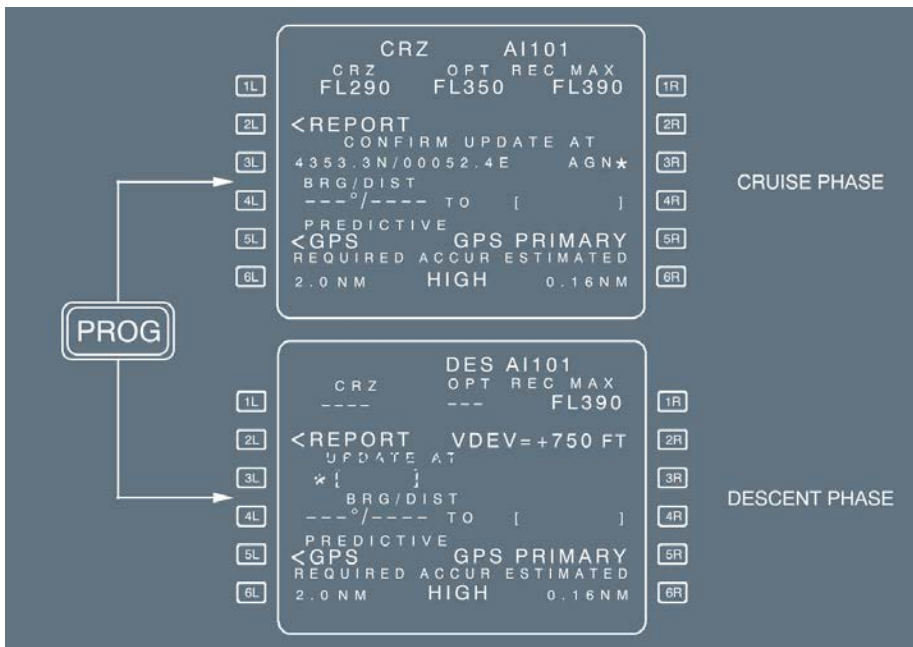 CRZ AI101
CRZ OPT REC MAX
1L FL290 FL350 FL390 1R
2L <REPORT 2R
CONFIRM UPDATE AT
3L 4353.3N/00052.4E AGN* 3R
BRG/DIST
4L ---°/---- TO [ ] 4R
PREDICTIVE
5L <GPS GPS PRIMARY 5R
REQUIRED ACCUR ESTIMATED
6L 2.0NM HIGH 0.16NM 6R
CRUISE PHASE
PROG
DES AI101
CRZ OPT REC MAX
1L ---- --- FL390 1R
2L <REPORT VDEV=+750 FT 2R
UPDATE AT
3L *[ ] 3R
BRG/DIST
4L ---°/---- TO [ ] 4R
PREDICTIVE
5L <GPS GPS PRIMARY 5R
REQUIRED ACCUR ESTIMATED
6L 2.0NM HIGH 0.16NM 6R
DESCENT PHASE